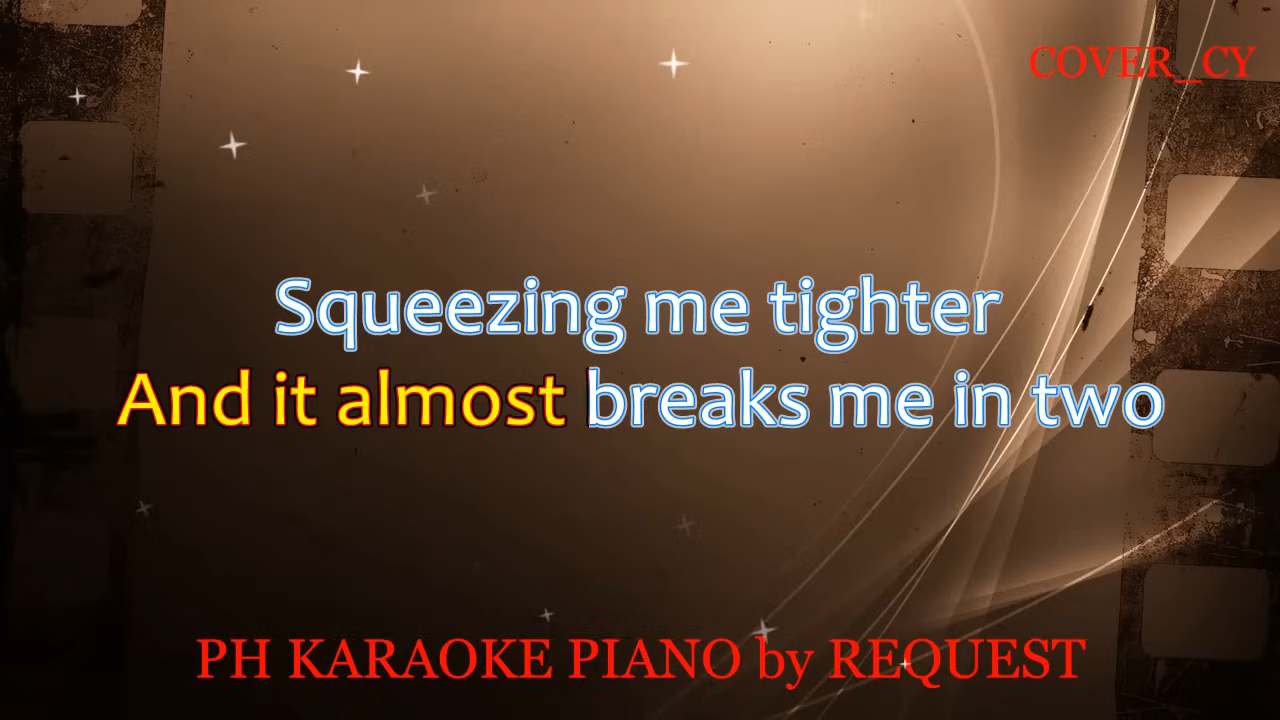 COVER_CY
Squeezing me tighter
And it almost breaks me in two
PH KARAOKE PIANO by REQUEST